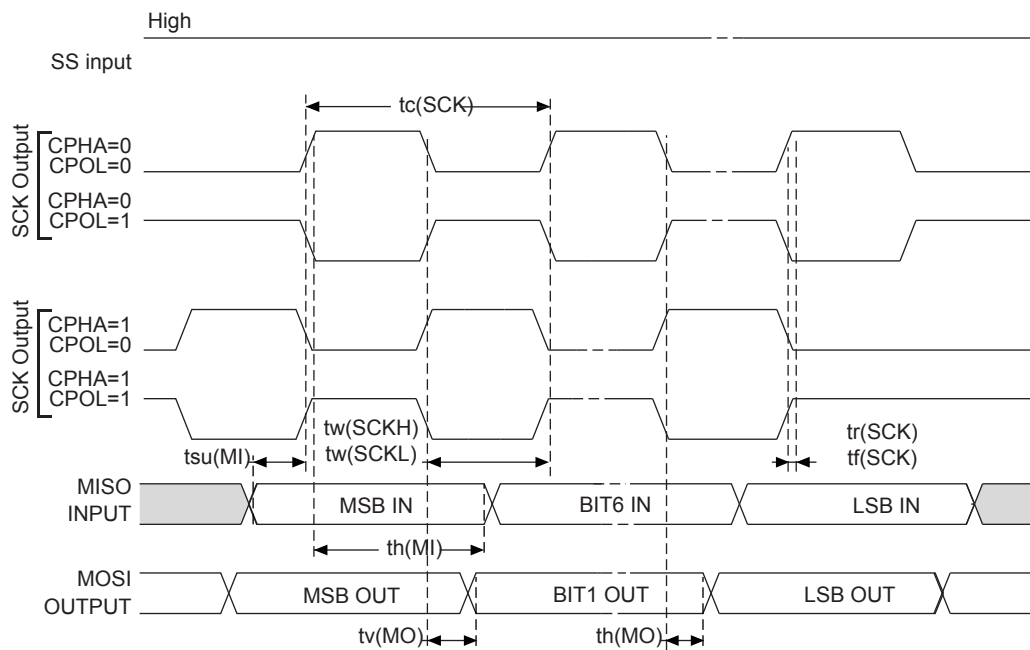 High
SS input
tc(SCK)
SCK Output
CPHA=0
CPOL=0
CPHA=0
CPOL=1
SCK Output
CPHA=1
CPOL=0
CPHA=1
CPOL=1
tw(SCKH)
tw(SCKL)
tr(SCK)
tf(SCK)
tsu(MI)
MISO
INPUT
MSB IN
BIT6 IN
LSB IN
th(MI)
MOSI
OUTPUT
MSB OUT
BIT1 OUT
LSB OUT
tv(MO)
th(MO)